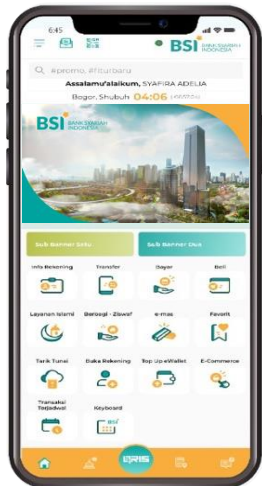 6:45
BSI BANK SYARIAH
INDONESIA
#promo, #fiturbaru
Assalamu'alaikum, SYAFIRA ADELIA
Bogor, Shubuh 04:06
BSI BANK SYARIAH
INDONESIA
Sub Banner Satu Sub Banner Dua
Info Rekening Transfer Bayar Beli
Layanan Islami Berbagi - Ziswaf e-mas Favorit
Tarik Tunai Buka Rekening Top Up eWallet E-Commerce
Transaksi
Terjadwal Keyboard
BSI
QRIS